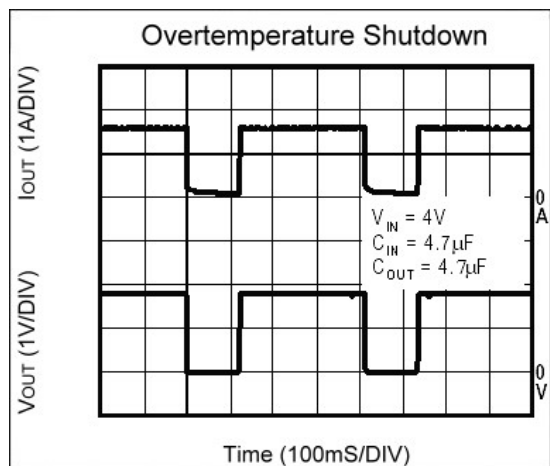 Overtemperature Shutdown
IOUT (1A/DIV)
0
A
VIN = 4V
CIN = 4.7µF
COUT = 4.7µF
VOUT (1V/DIV)
0
V
Time (100mS/DIV)